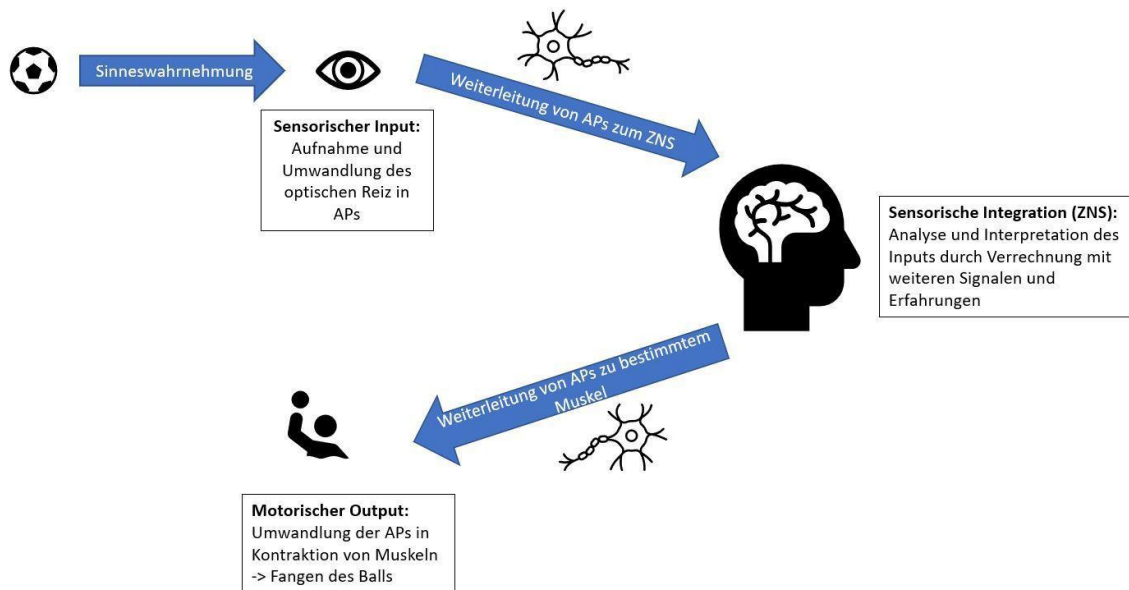 Sinneswahrnehmung
Weiterleitung von APs zum ZNS
Sensorischer Input:
Aufnahme und
Umwandlung des
optischen Reiz in
APs
Sensorische Integration (ZNS):
Analyse und Interpretation des
Inputs durch Verrechnung mit
weiteren Signalen und
Erfahrungen
Weiterleitung von APs zu bestimmtem
Muskel
Motorischer Output:
Umwandlung der APs in
Kontraktion von Muskeln
-> Fangen des Balls